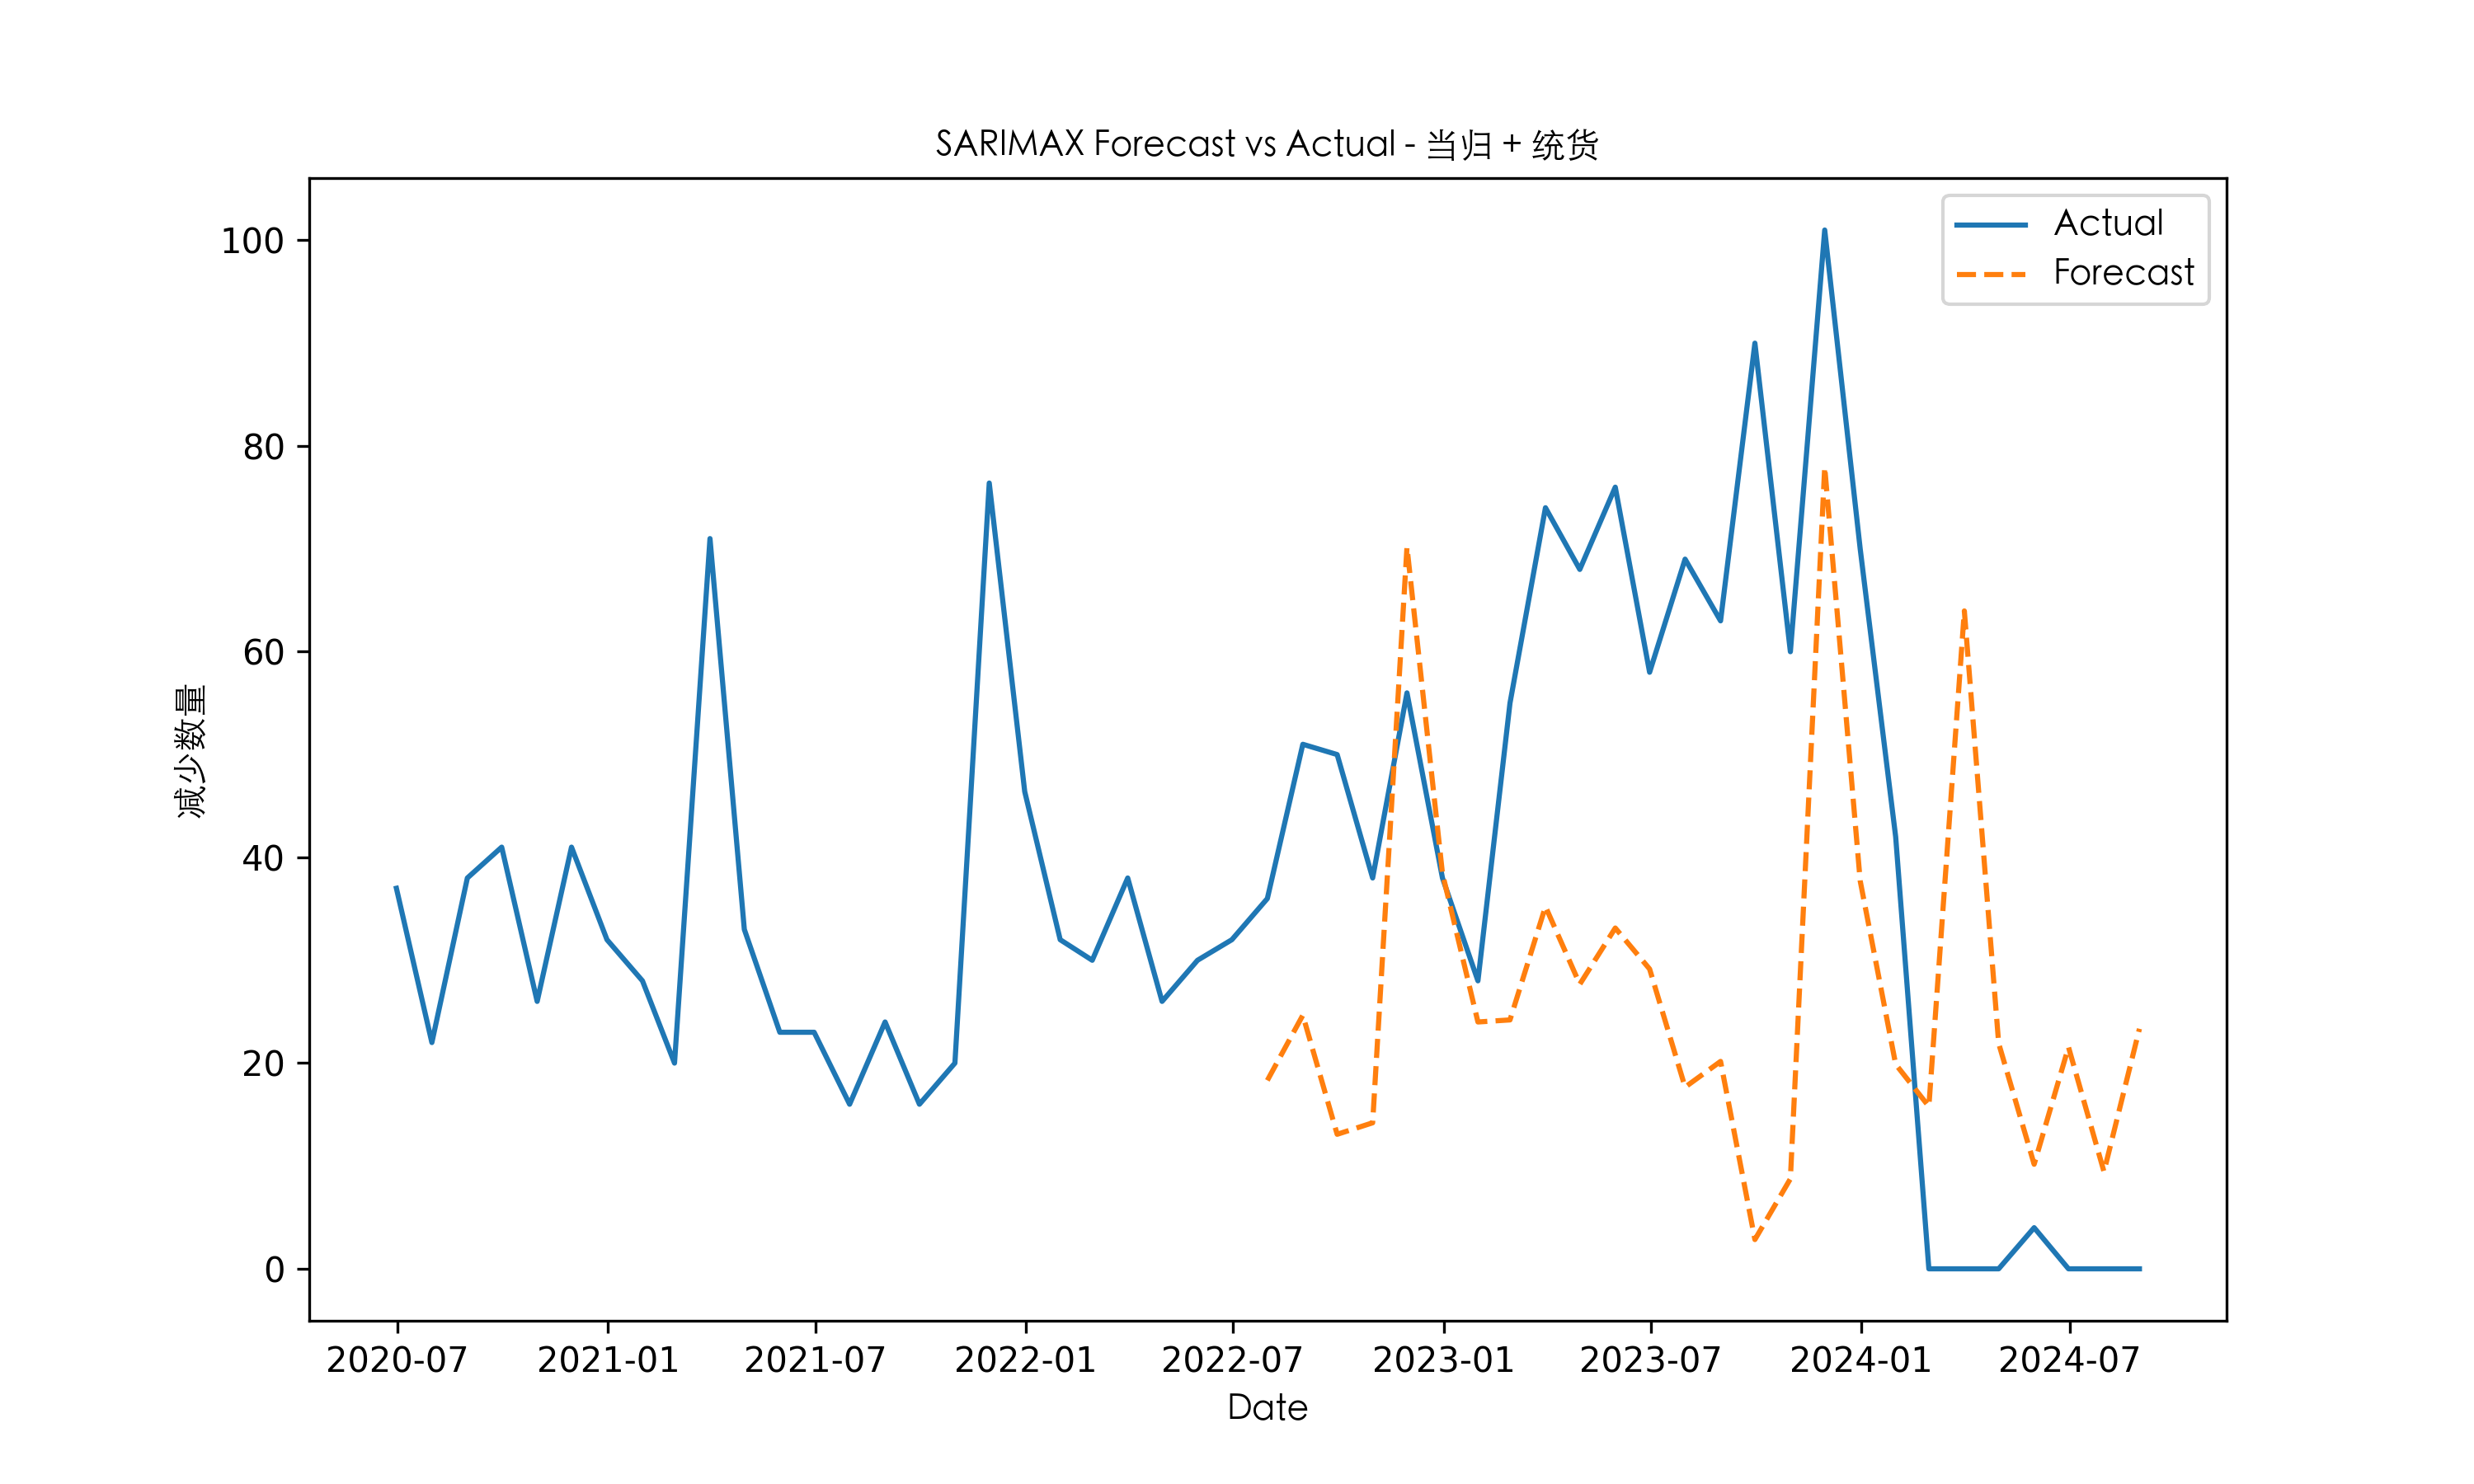 SARIMAX Forecast vs Actual - 当归 + 统货
Actual
Forecast
减少数量
100
80
60
40
20
0
2020-07 2021-01 2021-07 2022-01 2022-07 2023-01 2023-07 2024-01 2024-07
Date